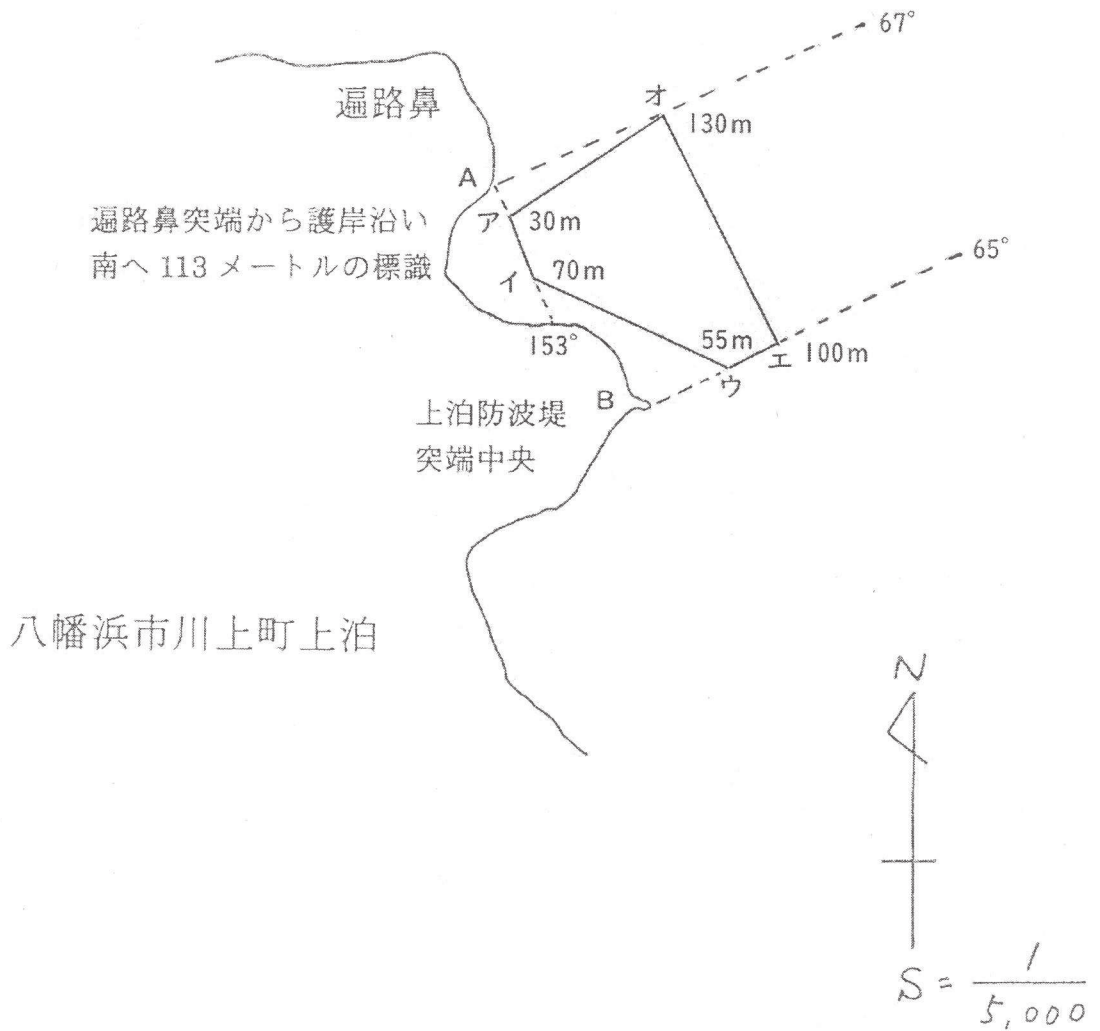 67°
遍路鼻
オ
130m
A
遍路鼻突端から護岸沿い
南へ 113 メートルの標識
ア
30m
イ
70m
65°
153°
55m
ウ
エ
100m
B
上泊防波堤
突端中央
八幡浜市川上町上泊
N
S = 1/5,000